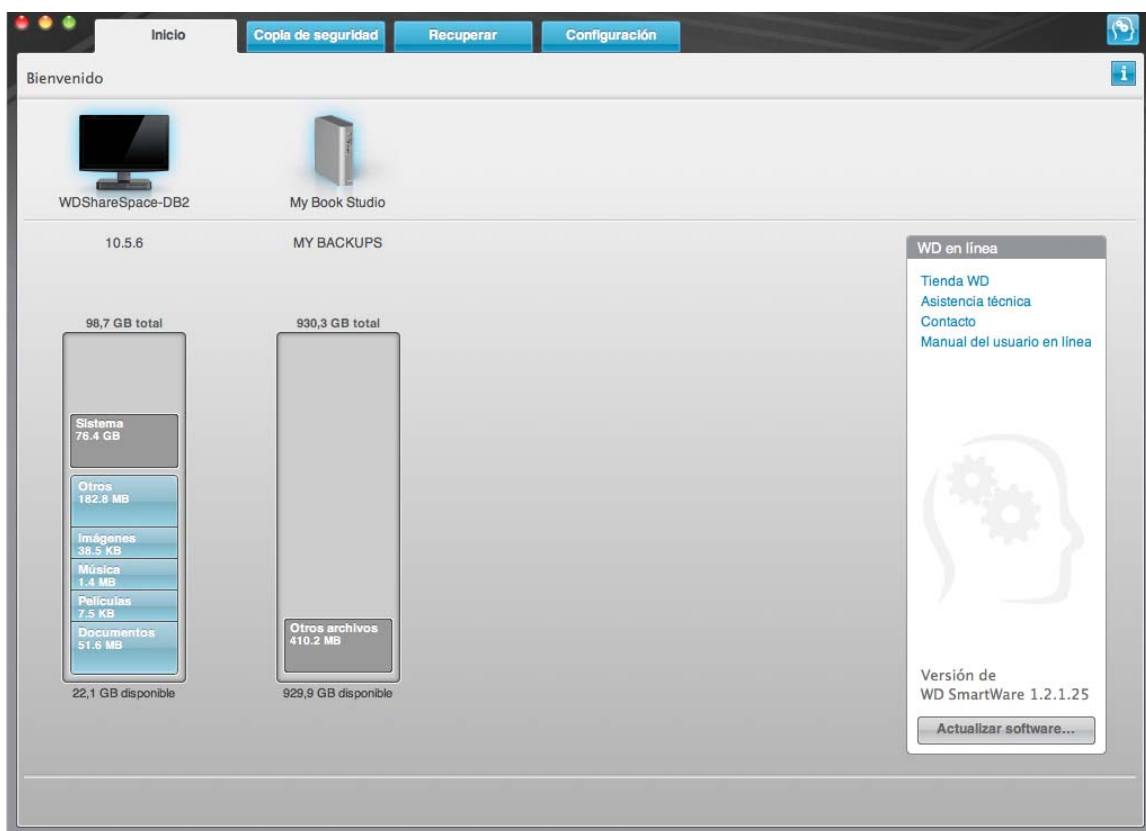 Inicio
Copia de seguridad
Recuperar
Configuración
Bienvenido
i
WDShareSpace-DB2
My Book Studio
10.5.6
MY BACKUPS
98,7 GB total
930,3 GB total
Sistema
76.4 GB
Otros
182.8 MB
Imágenes
38.5 KB
Música
1.4 MB
Películas
7.5 KB
Documentos
51.6 MB
Otros archivos
410.2 MB
22,1 GB disponible
929,9 GB disponible
WD en línea
Tienda WD
Asistencia técnica
Contacto
Manual del usuario en línea
Versión de
WD SmartWare 1.2.1.25
Actualizar software...